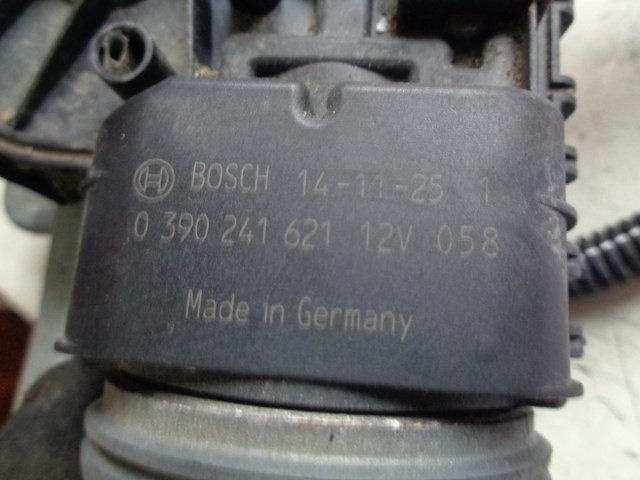 BOSCH 14-11-25 1
0 390 241 621 12V 058
Made in Germany